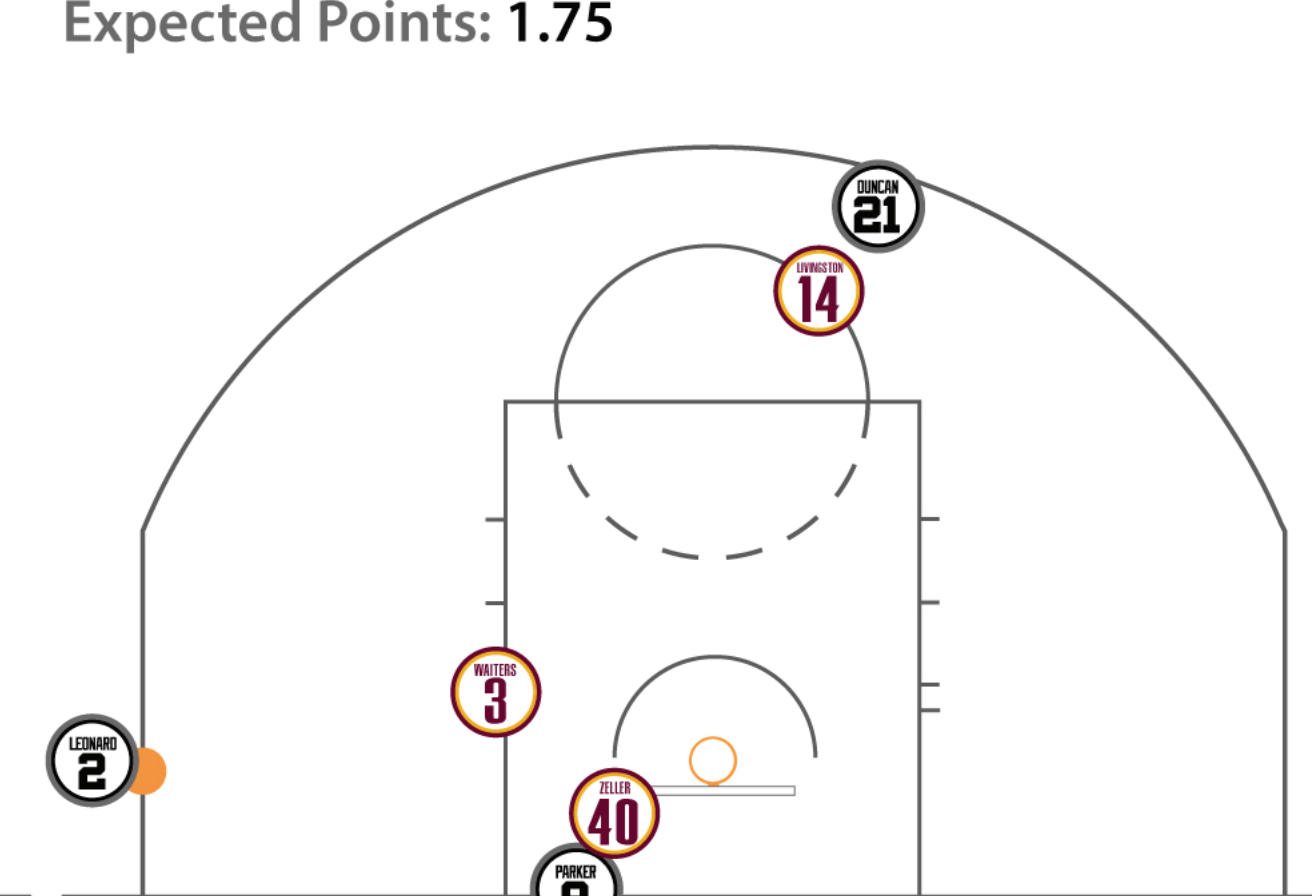 Expected Points: 1.75
DUNCAN
21
LIVINGSTON
14
WAITERS
3
LEONARD
2
ZELLER
40
PARKER